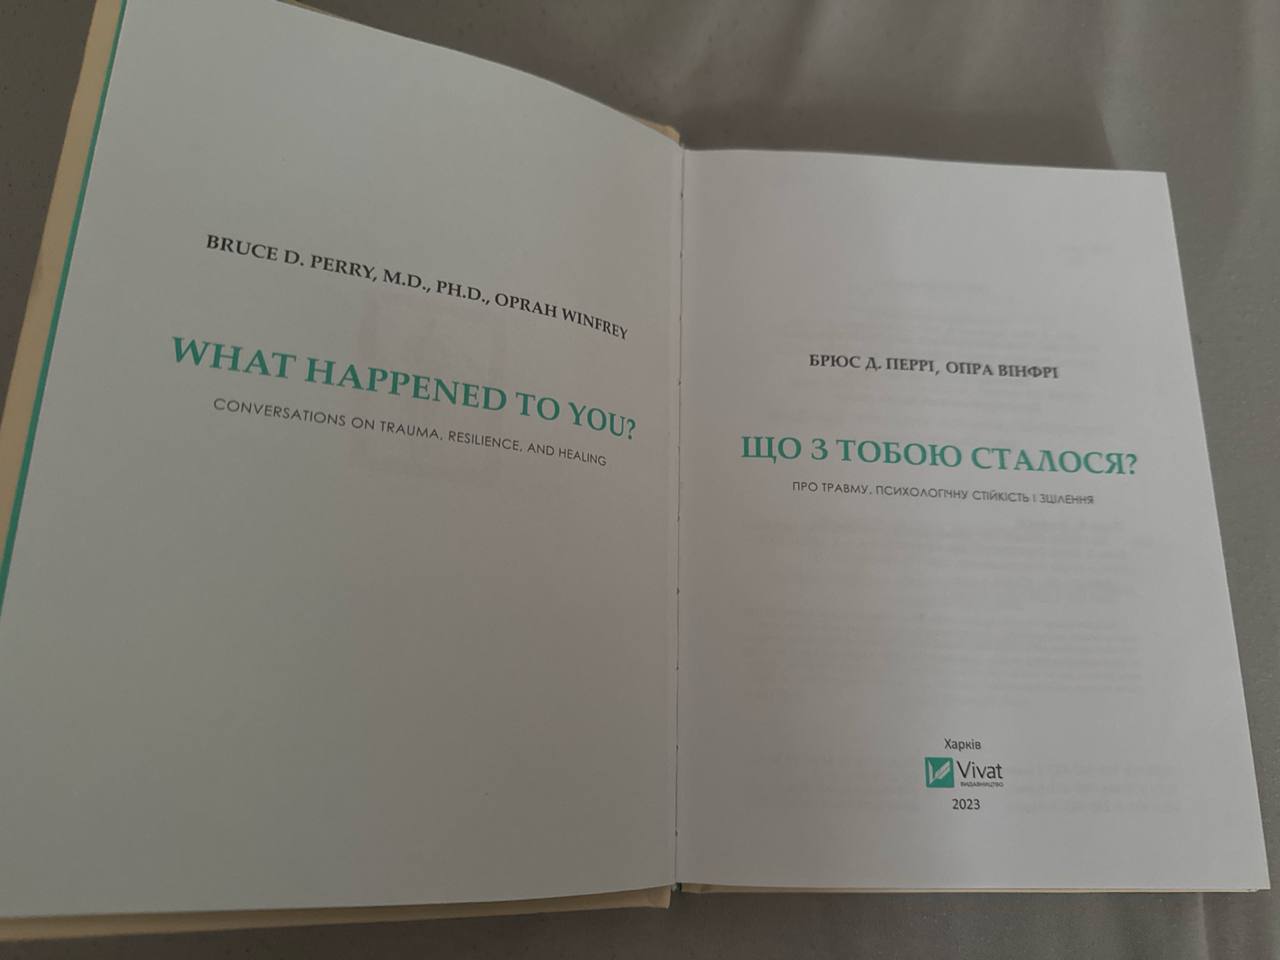 BRUCE D. PERRY, M.D., PH.D., OPRAH WINFREY
WHAT HAPPENED TO YOU?
CONVERSATIONS ON TRAUMA, RESILIENCE, AND HEALING
БРЮС Д. ПЕРРІ, ОПРА ВІНФРІ
ЩО З ТОБОЮ СТАЛОСЯ?
ПРО ТРАВМУ, ПСИХОЛОГІЧНУ СТІЙКІСТЬ І ЗЦІЛЕННЯ
Харків
Vivat
ВИДАВНИЦТВО
2023